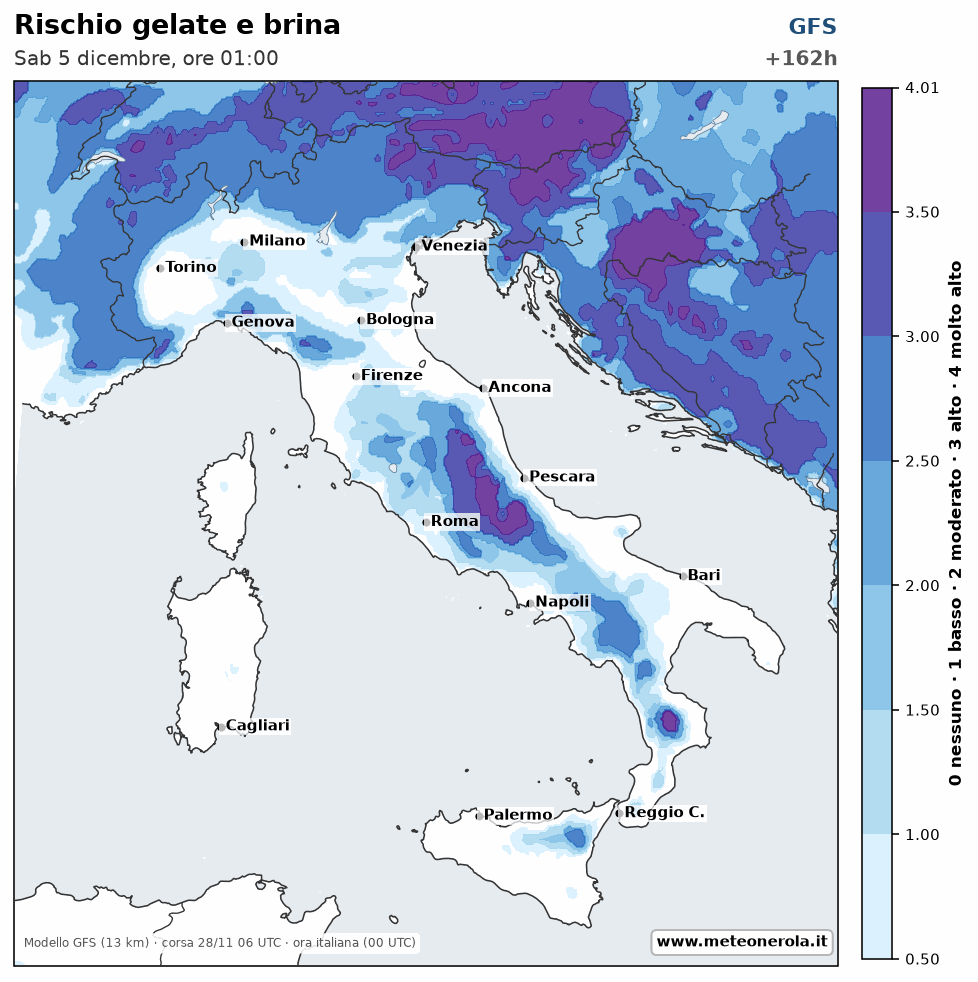 Rischio gelate e brina
GFS
Sab 5 dicembre, ore 01:00
+162h
4.01
3.50
3.00
2.50
2.00
1.50
1.00
0.50
0 nessuno · 1 basso · 2 moderato · 3 alto · 4 molto alto
Milano
Venezia
Torino
Genova
Bologna
Firenze
Ancona
Pescara
Roma
Bari
Napoli
Cagliari
Palermo
Reggio C.
Modello GFS (13 km) · corsa 28/11 06 UTC · ora italiana (00 UTC)
www.meteonerola.it